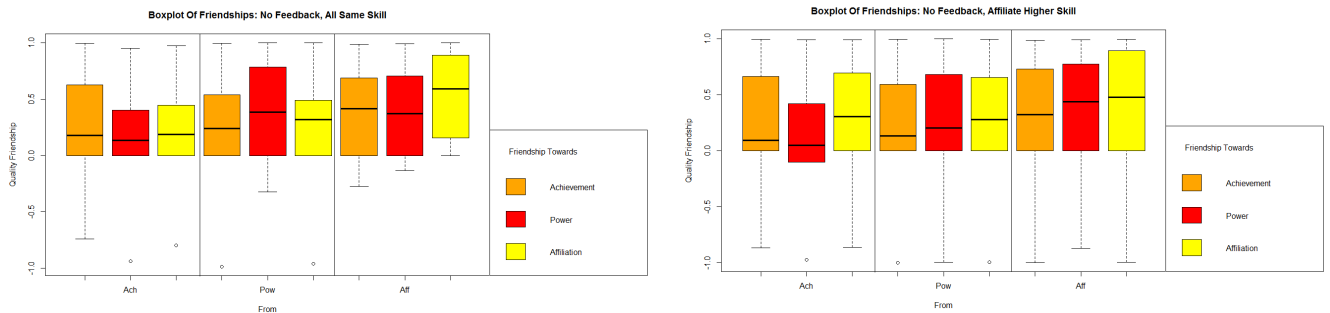 Boxplot Of Friendships: No Feedback, All Same Skill
Quality Friendship
1.0
0.5
0.0
-0.5
-1.0
Ach
Pow
Aff
From
Friendship Towards
Achievement
Power
Affiliation
Boxplot Of Friendships: No Feedback, Affiliate Higher Skill
Quality Friendship
1.0
0.5
0.0
-0.5
-1.0
Ach
Pow
Aff
From
Friendship Towards
Achievement
Power
Affiliation